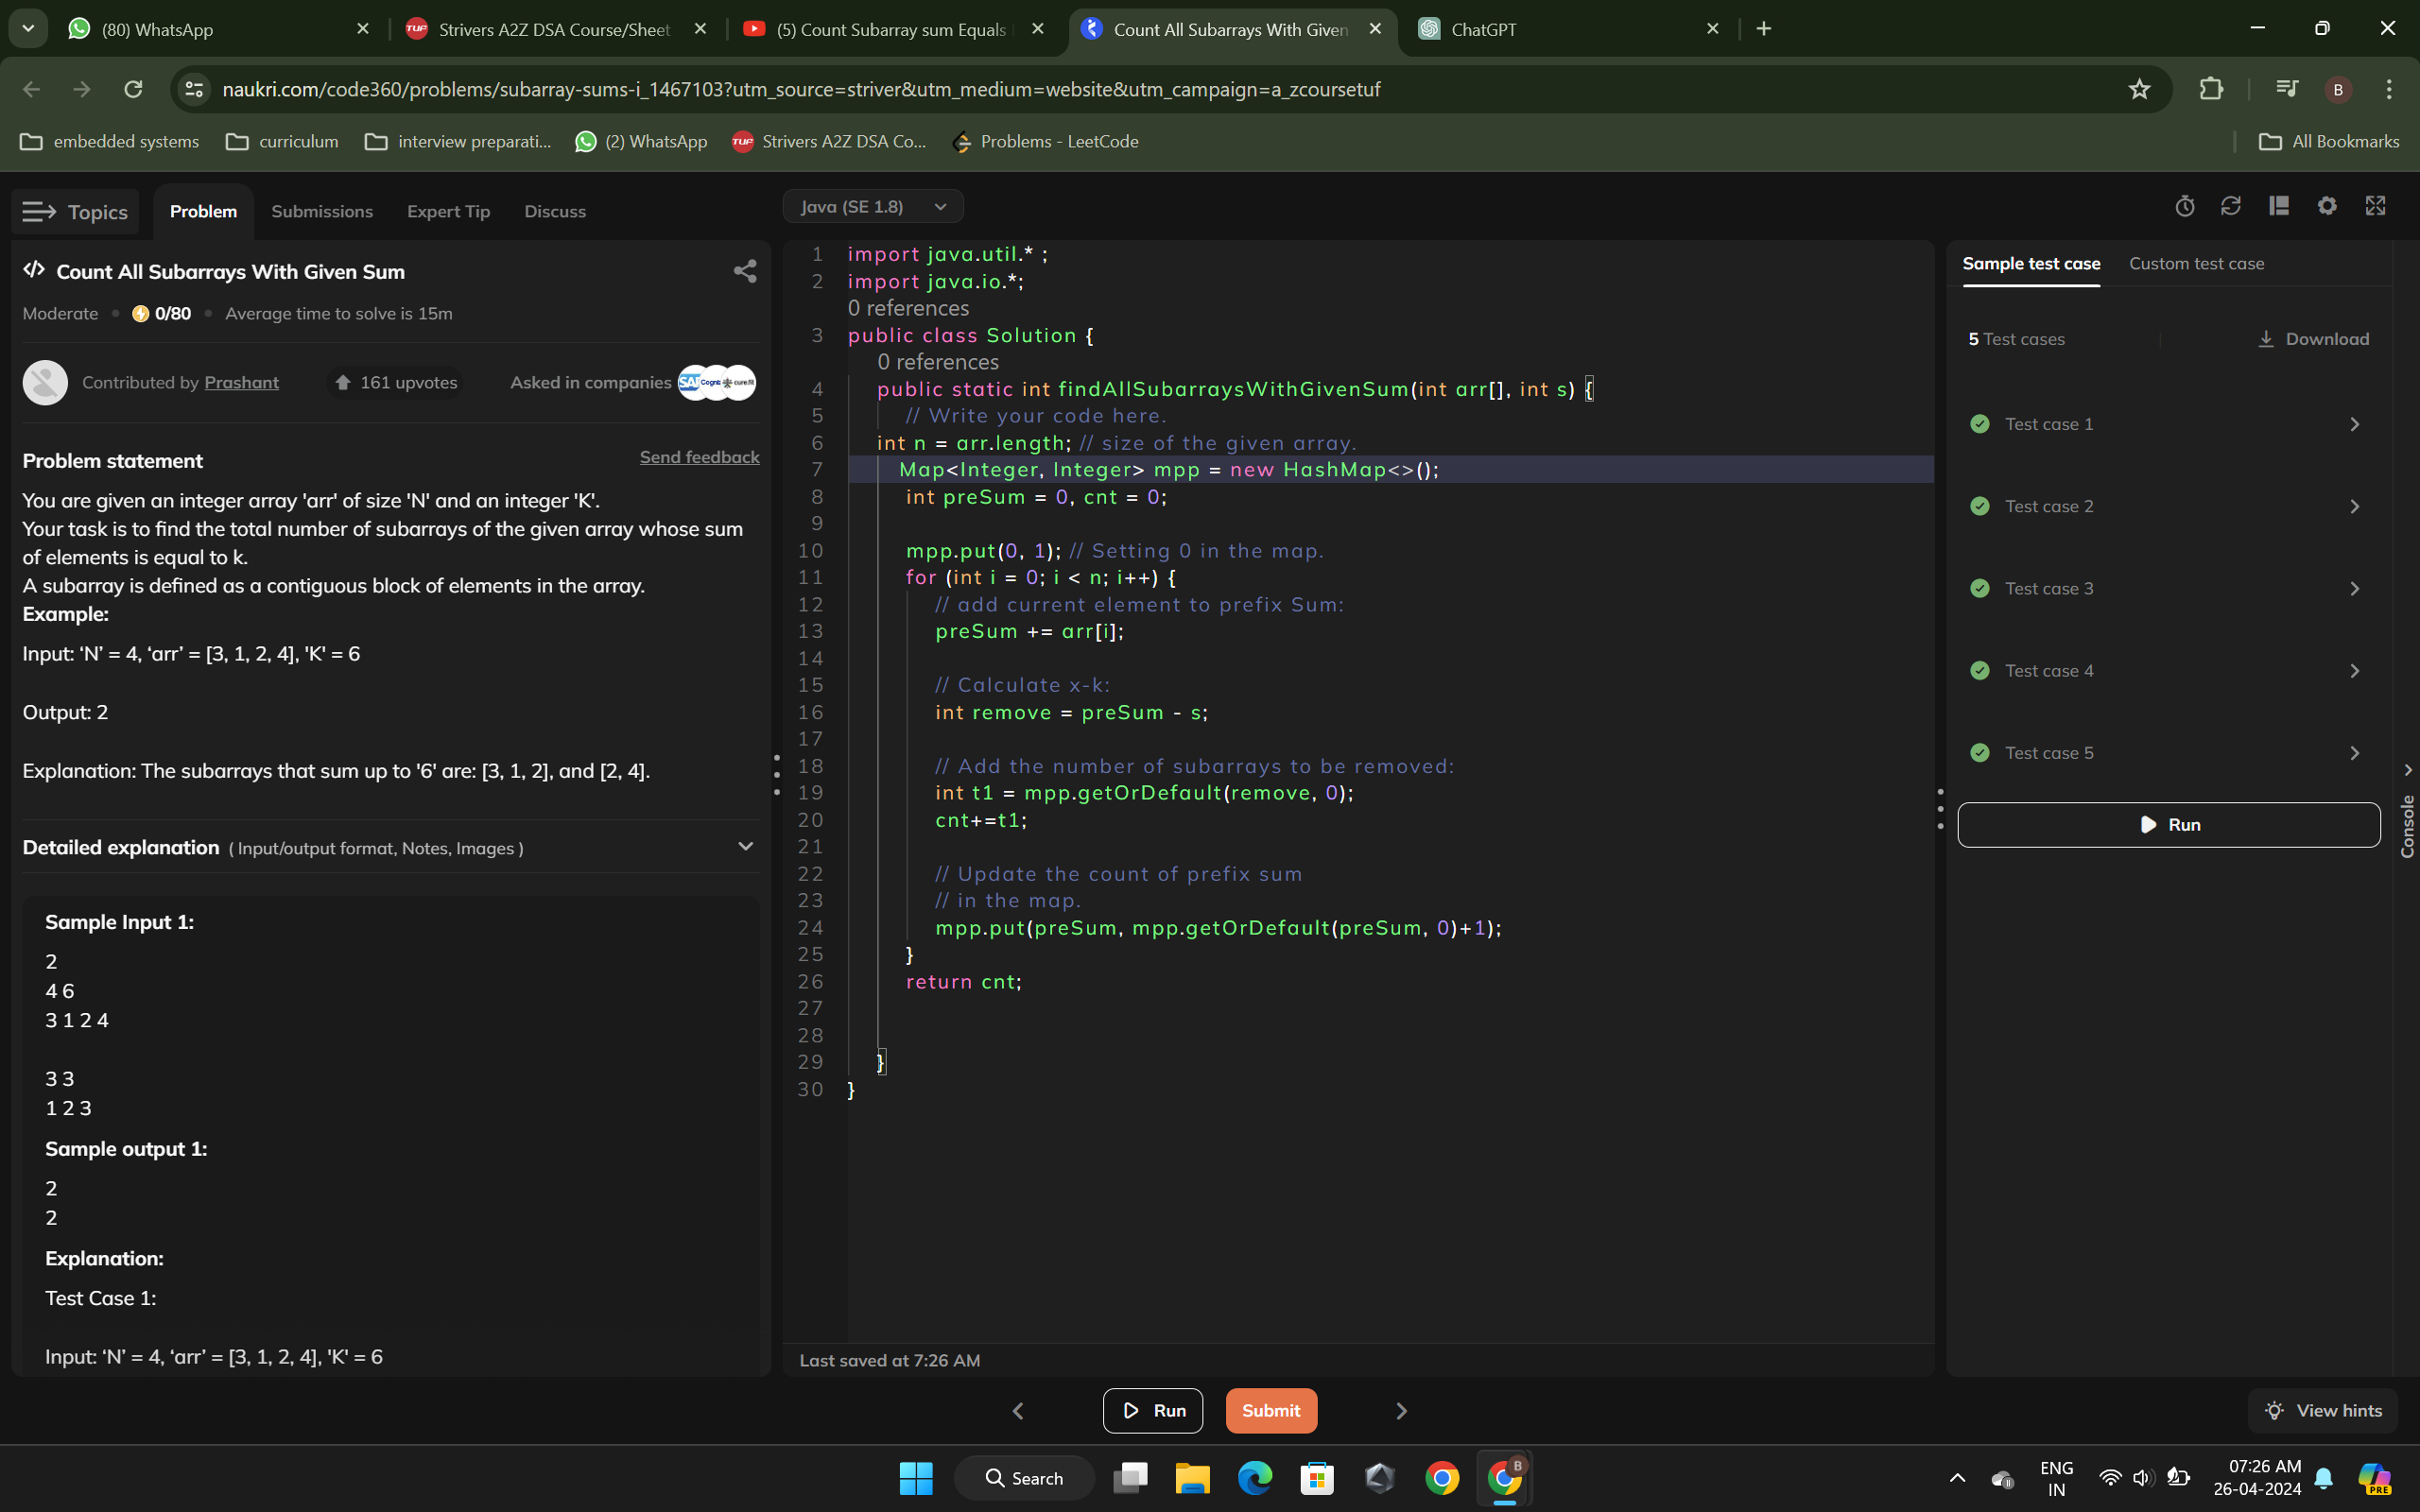 (80) WhatsApp
Strivers A2Z DSA Course/Sheet
(5) Count Subarray sum Equals
Count All Subarrays With Given
ChatGPT
naukri.com/code360/problems/subarray-sums-i_1467103?utm_source=striver&utm_medium=website&utm_campaign=a_zcoursetuf
B
embedded systems
curriculum
interview preparati...
(2) WhatsApp
Strivers A2Z DSA Co...
Problems - LeetCode
All Bookmarks
Topics
Problem
Submissions
Expert Tip
Discuss
Count All Subarrays With Given Sum
Moderate • 0/80 • Average time to solve is 15m
Contributed by Prashant
161 upvotes
Asked in companies
SAP
cure.fit
Problem statement
Send feedback
You are given an integer array 'arr' of size 'N' and an integer 'K'.
Your task is to find the total number of subarrays of the given array whose sum
of elements is equal to k.
A subarray is defined as a contiguous block of elements in the array.
Example:
Input: ‘N’ = 4, ‘arr’ = [3, 1, 2, 4], 'K' = 6
Output: 2
Explanation: The subarrays that sum up to '6' are: [3, 1, 2], and [2, 4].
Detailed explanation ( Input/output format, Notes, Images )
Sample Input 1:
2
4 6
3 1 2 4
3 3
1 2 3
Sample output 1:
2
2
Explanation:
Test Case 1:
Input: ‘N’ = 4, ‘arr’ = [3, 1, 2, 4], 'K' = 6
Java (SE 1.8)
1 import java.util.* ;
2 import java.io.*;
0 references
3 public class Solution {
0 references
4 public static int findAllSubarraysWithGivenSum(int arr[], int s) {
5 // Write your code here.
6 int n = arr.length; // size of the given array.
7 Map<Integer, Integer> mpp = new HashMap<>();
8 int preSum = 0, cnt = 0;
9
10 mpp.put(0, 1); // Setting 0 in the map.
11 for (int i = 0; i < n; i++) {
12 // add current element to prefix Sum:
13 preSum += arr[i];
14
15 // Calculate x-k:
16 int remove = preSum - s;
17
18 // Add the number of subarrays to be removed:
19 int t1 = mpp.getOrDefault(remove, 0);
20 cnt+=t1;
21
22 // Update the count of prefix sum
23 // in the map.
24 mpp.put(preSum, mpp.getOrDefault(preSum, 0)+1);
25 }
26 return cnt;
27
28
29 }
30 }
Last saved at 7:26 AM
Sample test case
Custom test case
5 Test cases
Download
Test case 1
Test case 2
Test case 3
Test case 4
Test case 5
Run
Console
Run
Submit
View hints
Search
B
ENG
IN
07:26 AM
26-04-2024
PRE